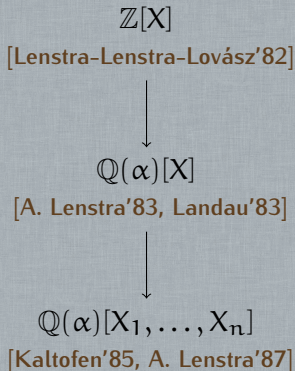 ℤ[X]
[Lenstra-Lenstra-Lovász'82]
ℚ(α)[X]
[A. Lenstra'83, Landau'83]
ℚ(α)[X₁,...,Xₙ]
[Kaltofen'85, A. Lenstra'87]